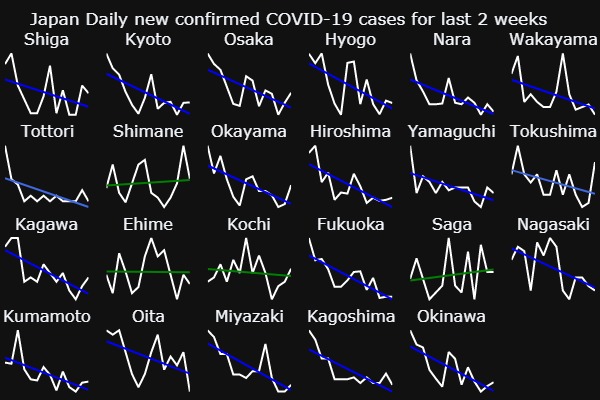 Japan Daily new confirmed COVID-19 cases for last 2 weeks
Shiga Kyoto Osaka Hyogo Nara Wakayama
Tottori Shimane Okayama Hiroshima Yamaguchi Tokushima
Kagawa Ehime Kochi Fukuoka Saga Nagasaki
Kumamoto Oita Miyazaki Kagoshima Okinawa